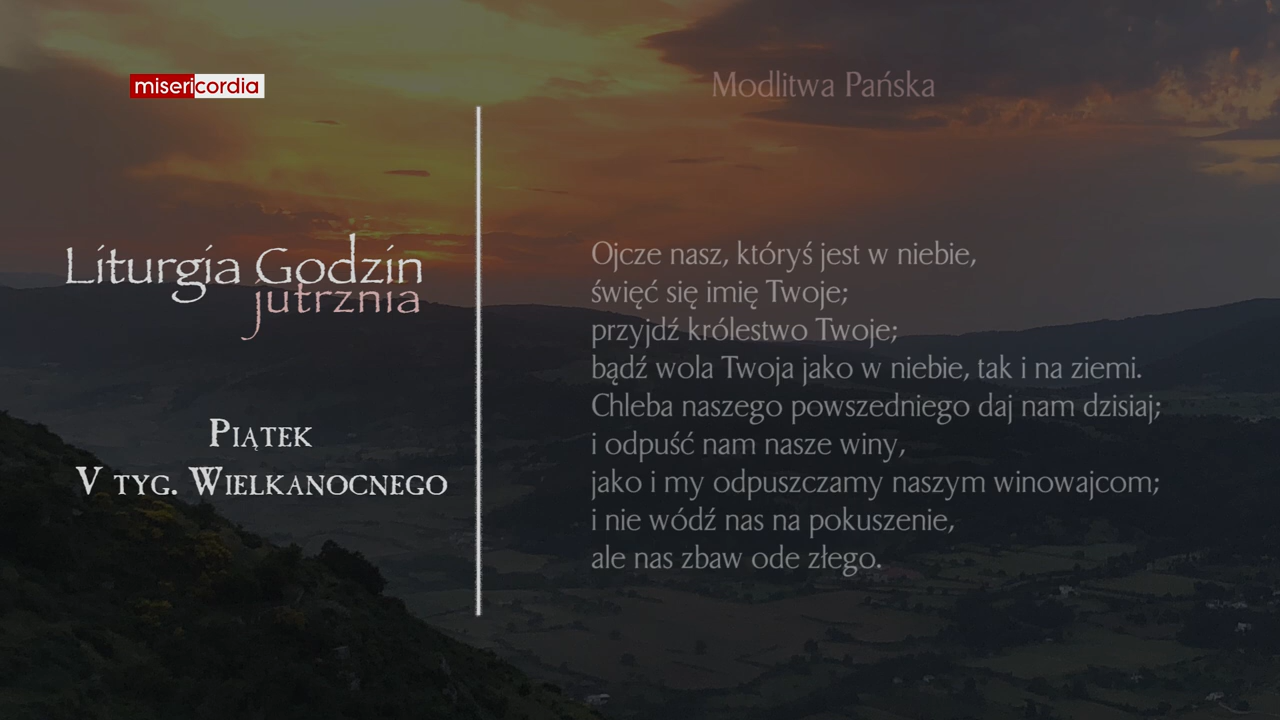 misericordia
Liturgia Godzin
jutrznia
Piątek
V tyg. Wielkanocnego
Modlitwa Pańska
Ojcze nasz, któryś jest w niebie,
święć się imię Twoje;
przyjdź królestwo Twoje;
bądź wola Twoja jako w niebie, tak i na ziemi.
Chleba naszego powszedniego daj nam dzisiaj;
i odpuść nam nasze winy,
jako i my odpuszczamy naszym winowajcom;
i nie wódź nas na pokuszenie,
ale nas zbaw ode złego.